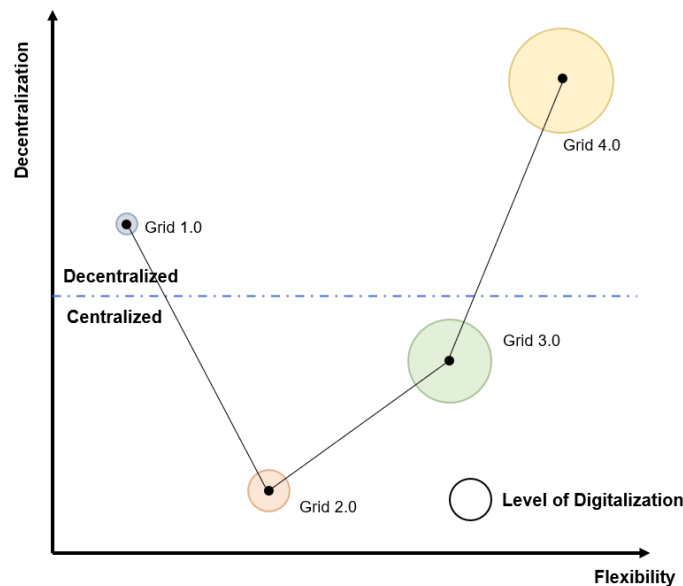 Decentralization
Grid 4.0
Grid 1.0
Decentralized
Centralized
Grid 3.0
Grid 2.0
Level of Digitalization
Flexibility